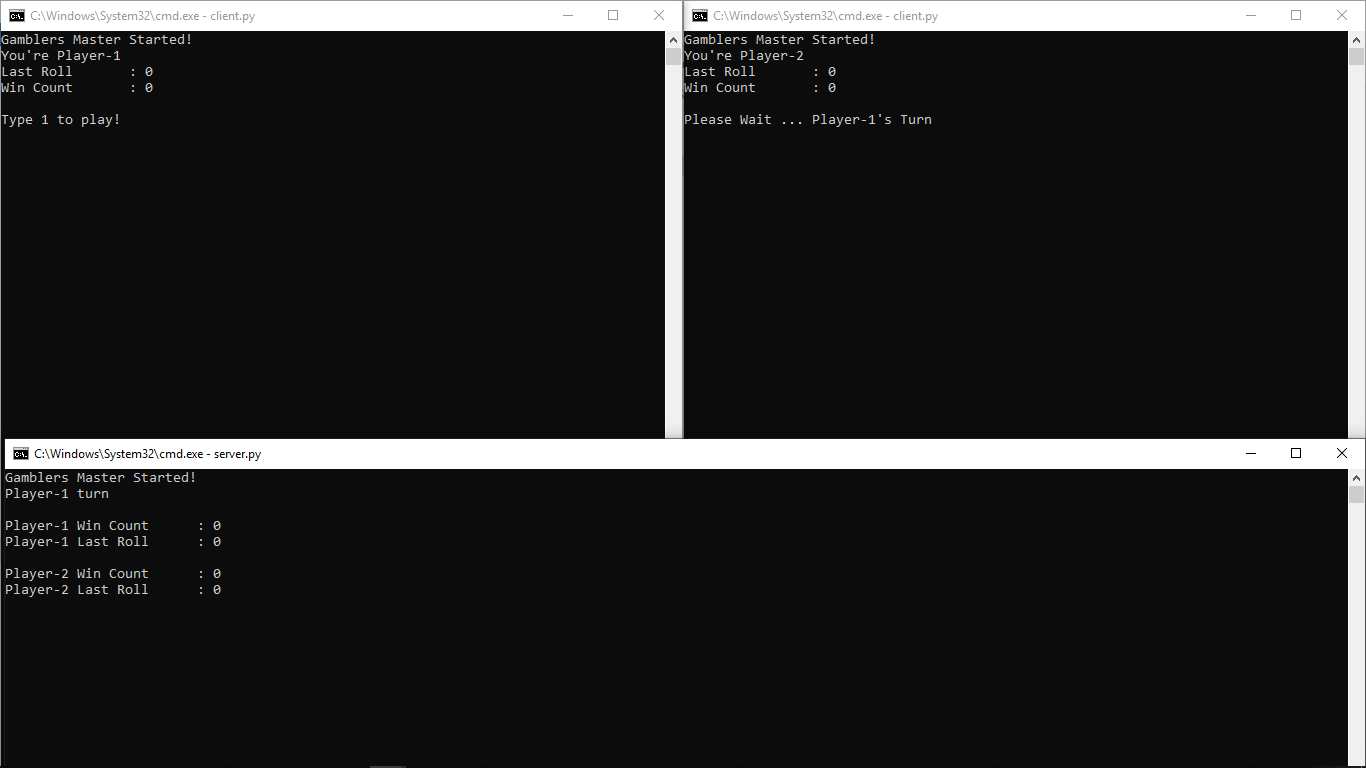 C:\Windows\System32\cmd.exe - client.py
Gamblers Master Started!
You're Player-1
Last Roll       : 0
Win Count       : 0
Type 1 to play!
C:\Windows\System32\cmd.exe - client.py
Gamblers Master Started!
You're Player-2
Last Roll       : 0
Win Count       : 0
Please Wait ... Player-1's Turn
C:\Windows\System32\cmd.exe - server.py
Gamblers Master Started!
Player-1 turn
Player-1 Win Count      : 0
Player-1 Last Roll      : 0
Player-2 Win Count      : 0
Player-2 Last Roll      : 0